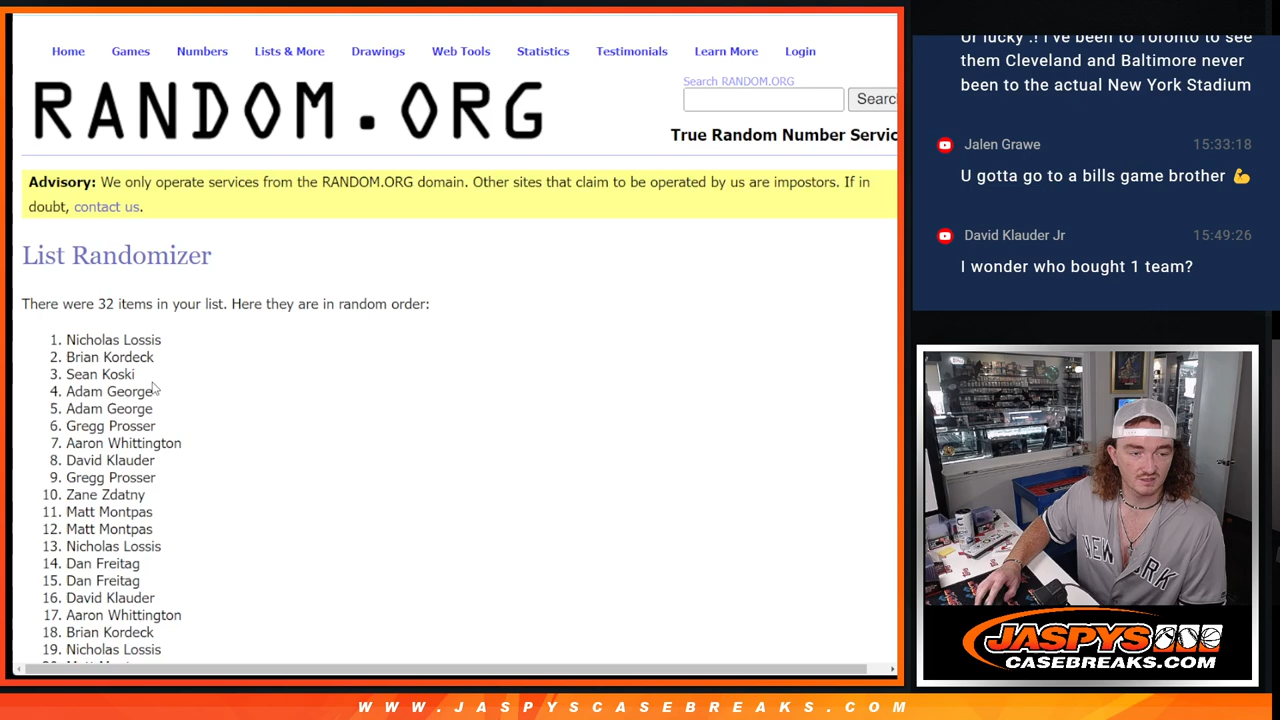 Home Games Numbers Lists & More Drawings Web Tools Statistics Testimonials Learn More Login
RANDOM.ORG
Search RANDOM.ORG
Searc
True Random Number Servic
Advisory: We only operate services from the RANDOM.ORG domain. Other sites that claim to be operated by us are impostors. If in
doubt, contact us.
List Randomizer
There were 32 items in your list. Here they are in random order:
1. Nicholas Lossis
2. Brian Kordeck
3. Sean Koski
4. Adam George
5. Adam George
6. Gregg Prosser
7. Aaron Whittington
8. David Klauder
9. Gregg Prosser
10. Zane Zdatny
11. Matt Montpas
12. Matt Montpas
13. Nicholas Lossis
14. Dan Freitag
15. Dan Freitag
16. David Klauder
17. Aaron Whittington
18. Brian Kordeck
19. Nicholas Lossis
Ur lucky .! I've been to Toronto to see
them Cleveland and Baltimore never
been to the actual New York Stadium
Jalen Grawe 15:33:18
U gotta go to a bills game brother 💪
David Klauder Jr 15:49:26
I wonder who bought 1 team?
NEW YORK
JASPYS
CASEBREAKS.COM
WWW.JASPYSCASEBREAKS.COM